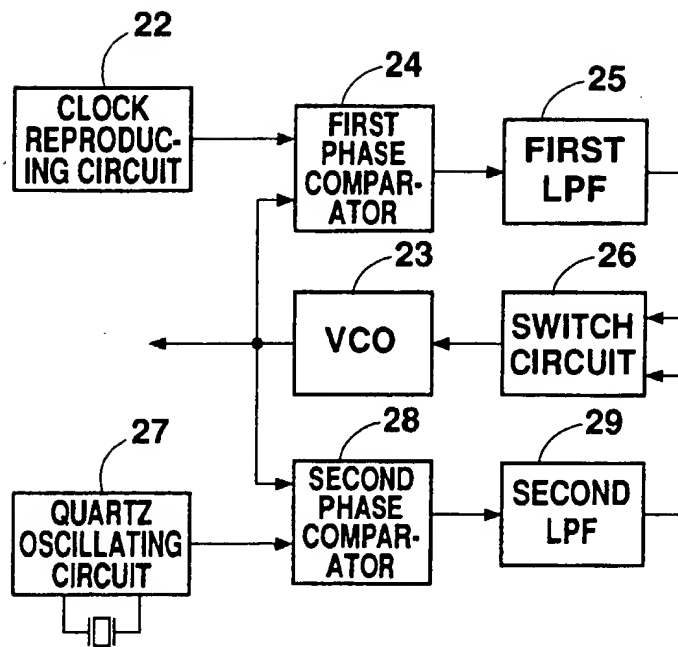 22
CLOCK
REPRODUC-
ING CIRCUIT
24
FIRST
PHASE
COMPAR-
ATOR
25
FIRST
LPF
23
VCO
26
SWITCH
CIRCUIT
27
QUARTZ
OSCILLATING
CIRCUIT
28
SECOND
PHASE
COMPAR-
ATOR
29
SECOND
LPF